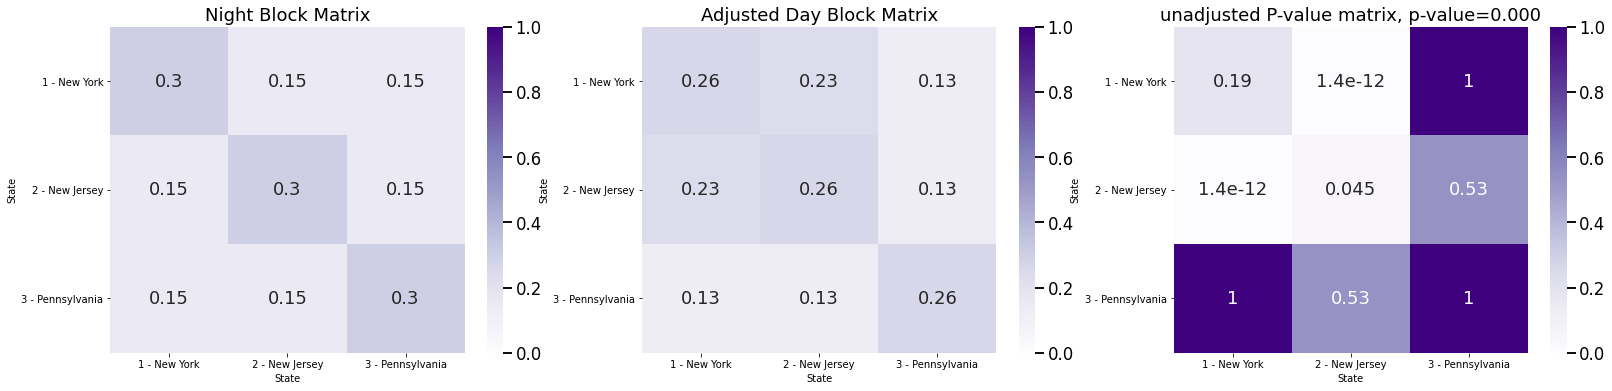 Night Block Matrix
1 - New York 0.3 0.15 0.15
2 - New Jersey 0.15 0.3 0.15
3 - Pennsylvania 0.15 0.15 0.3
State
1 - New York 2 - New Jersey 3 - Pennsylvania
State
1.0
0.8
0.6
0.4
0.2
0.0
Adjusted Day Block Matrix
1 - New York 0.26 0.23 0.13
2 - New Jersey 0.23 0.26 0.13
3 - Pennsylvania 0.13 0.13 0.26
State
1 - New York 2 - New Jersey 3 - Pennsylvania
State
1.0
0.8
0.6
0.4
0.2
0.0
unadjusted P-value matrix, p-value=0.000
1 - New York 0.19 1.4e-12 1
2 - New Jersey 1.4e-12 0.045 0.53
3 - Pennsylvania 1 0.53 1
State
1 - New York 2 - New Jersey 3 - Pennsylvania
State
1.0
0.8
0.6
0.4
0.2
0.0